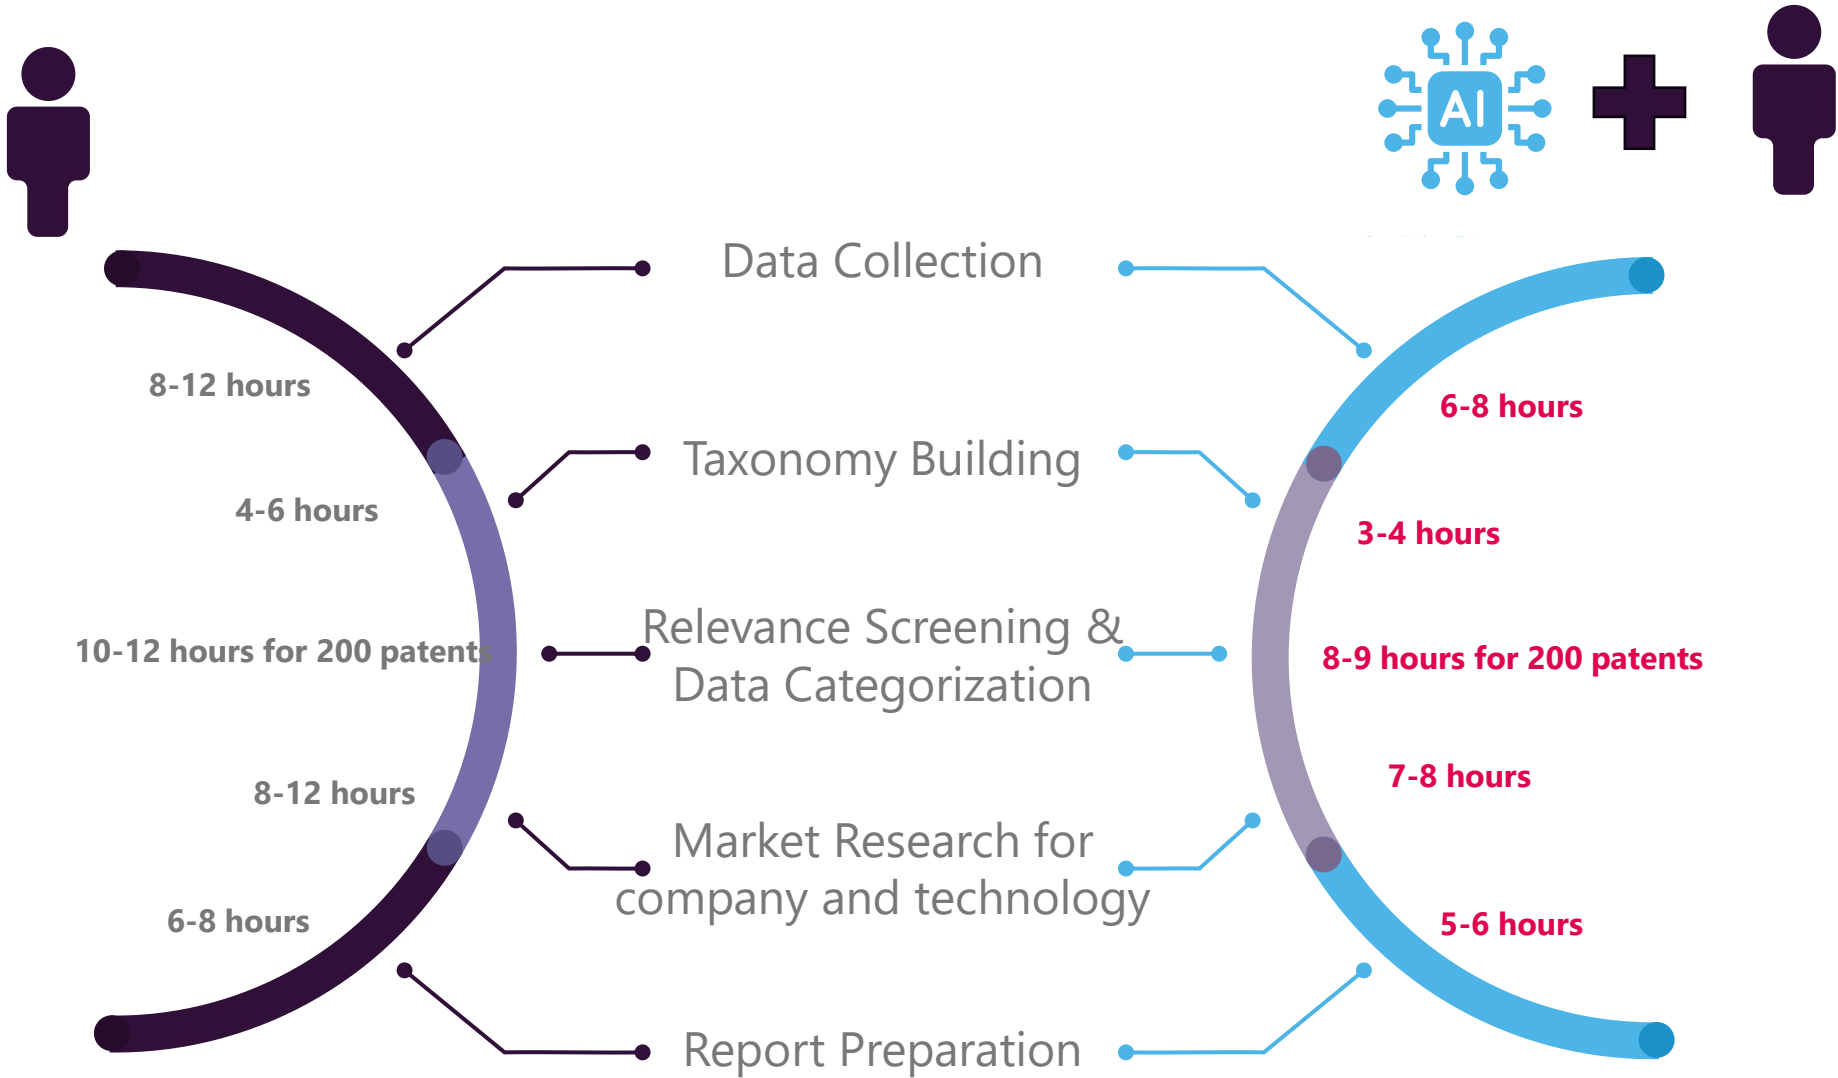 AI
Data Collection
8-12 hours
6-8 hours
Taxonomy Building
4-6 hours
3-4 hours
Relevance Screening &
Data Categorization
10-12 hours for 200 patents
8-9 hours for 200 patents
8-12 hours
7-8 hours
Market Research for
company and technology
6-8 hours
5-6 hours
Report Preparation